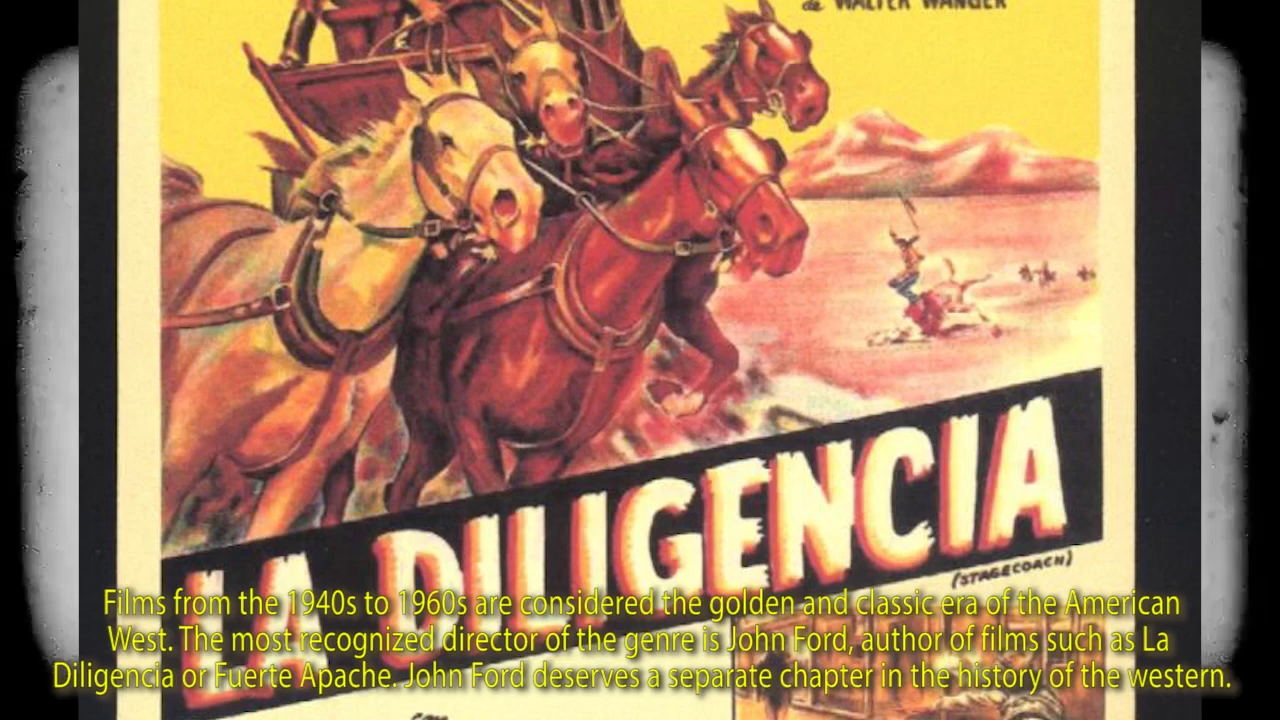 de WALTER WANGER
LA DILIGENCIA
(STAGECOACH)
Films from the 1940s to 1960s are considered the golden and classic era of the American
West. The most recognized director of the genre is John Ford, author of films such as La
Diligencia or Fuerte Apache. John Ford deserves a separate chapter in the history of the western.